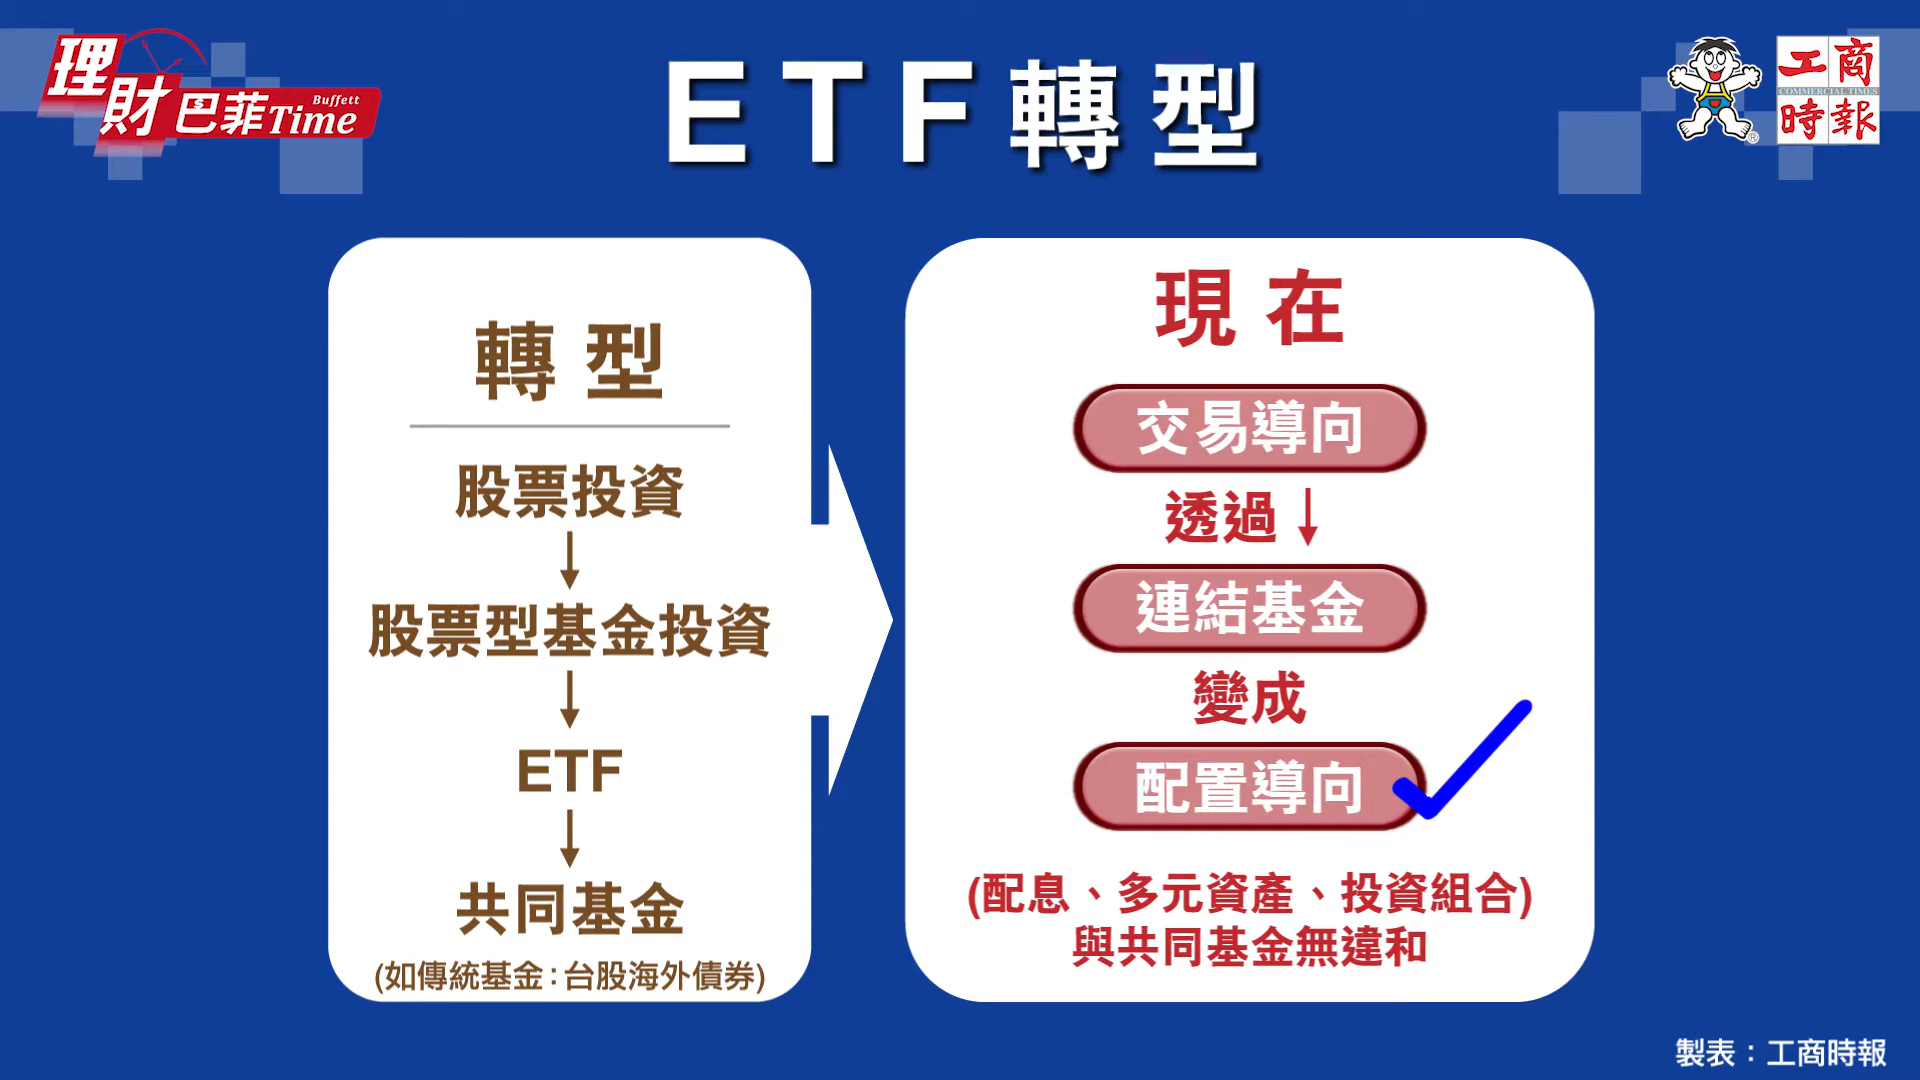 理財巴菲Time
Buffett
ETF轉型
工商時報
COMMERCIAL TIMES
®
轉型
股票投資
股票型基金投資
ETF
共同基金
(如傳統基金:台股海外債券)
現在
交易導向
透過
連結基金
變成
配置導向
(配息、多元資產、投資組合)
與共同基金無違和
製表：工商時報